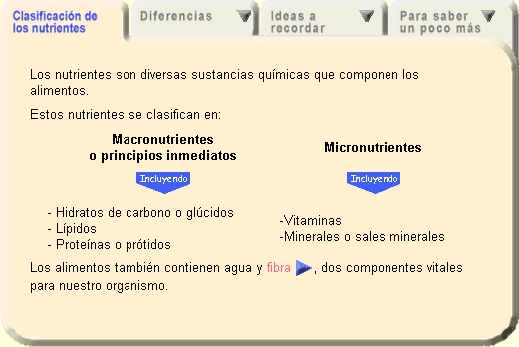 Clasificación de
los nutrientes
Diferencias
Ideas a
recordar
Para saber
un poco más
Los nutrientes son diversas sustancias químicas que componen los
alimentos.
Estos nutrientes se clasifican en:
Macronutrientes
o principios inmediatos
Incluyendo
- Hidratos de carbono o glúcidos
- Lípidos
- Proteínas o prótidos
Micronutrientes
Incluyendo
-Vitaminas
-Minerales o sales minerales
Los alimentos también contienen agua y fibra , dos componentes vitales
para nuestro organismo.